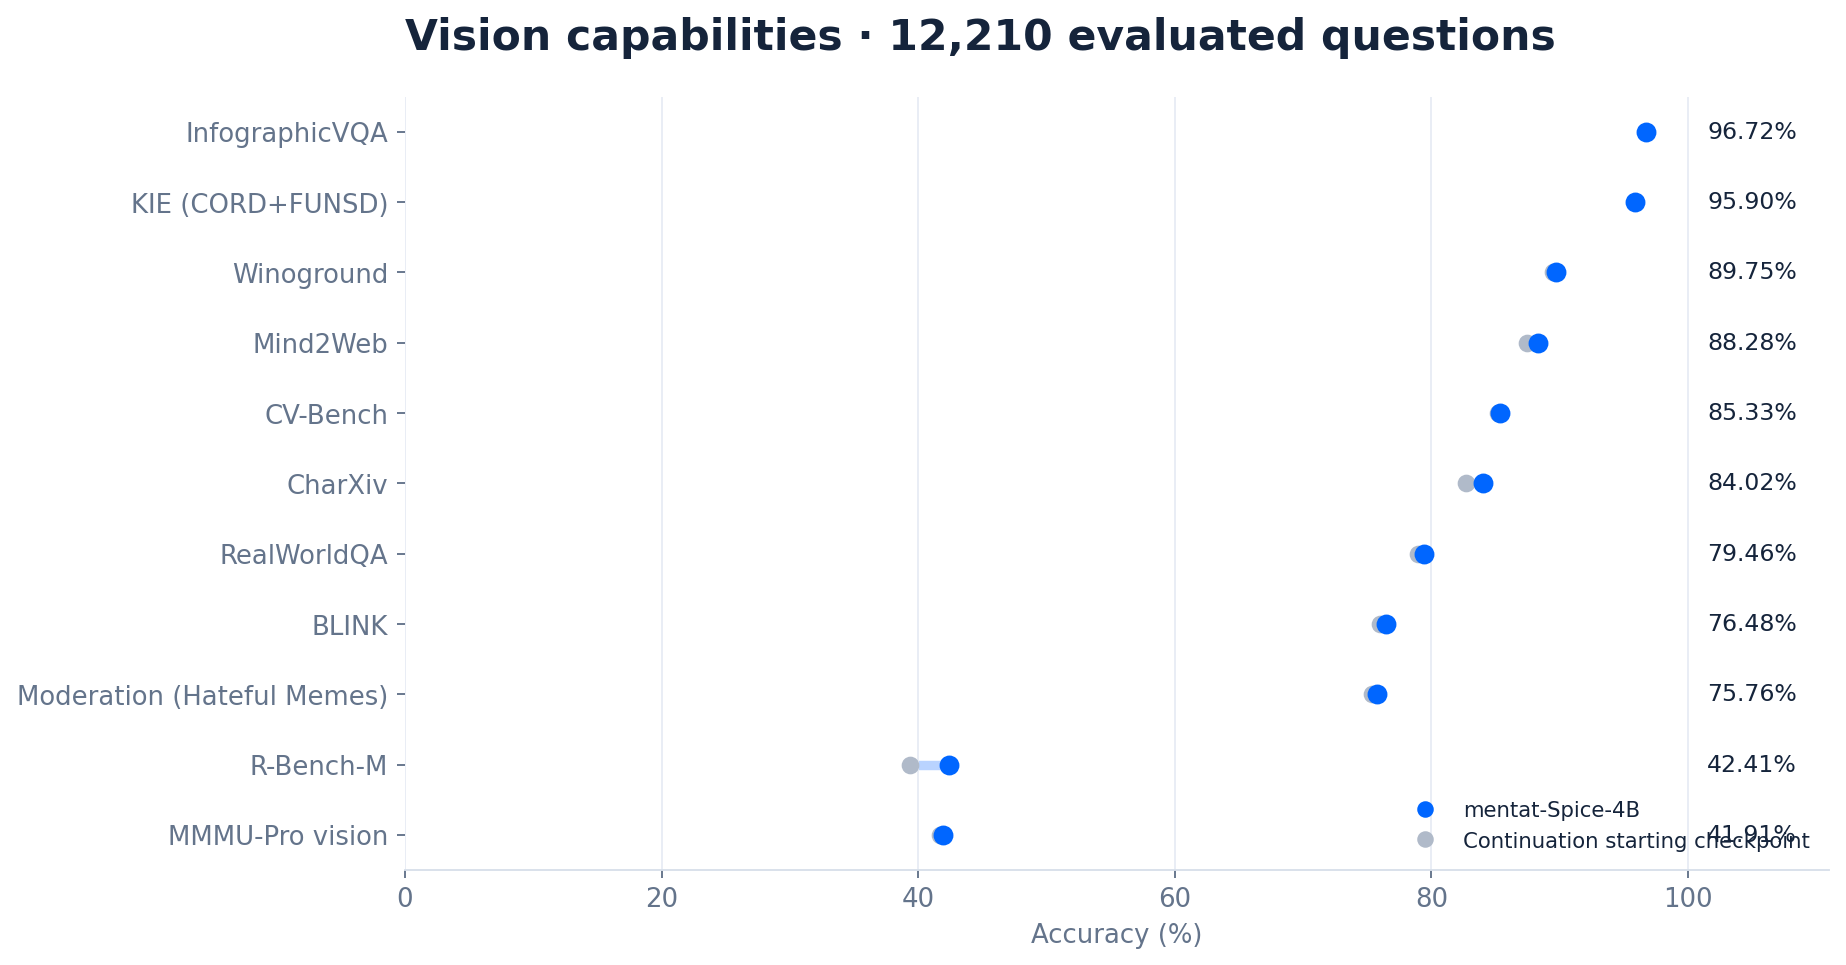 Vision capabilities · 12,210 evaluated questions
InfographicVQA 96.72%
KIE (CORD+FUNSD) 95.90%
Winoground 89.75%
Mind2Web 88.28%
CV-Bench 85.33%
CharXiv 84.02%
RealWorldQA 79.46%
BLINK 76.48%
Moderation (Hateful Memes) 75.76%
R-Bench-M 42.41%
mentat-Spice-4B
MMMU-Pro vision 41.91%
Continuation starting checkpoint
0 20 40 60 80 100
Accuracy (%)